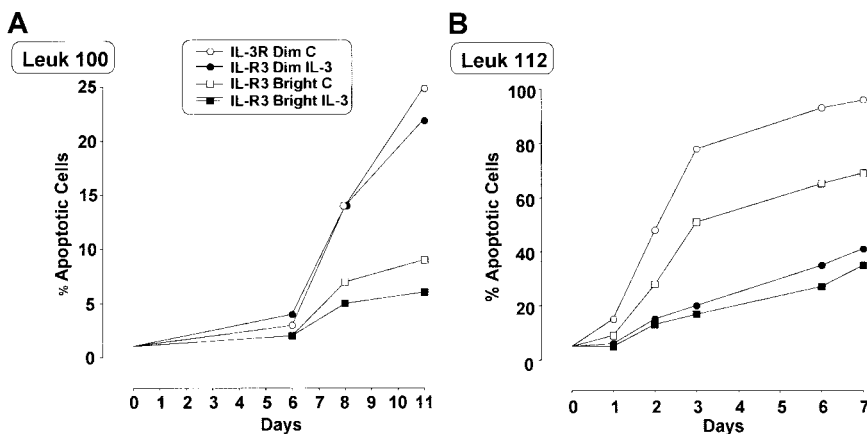 A
Leuk 100
IL-3R Dim C
IL-R3 Dim IL-3
IL-R3 Bright C
IL-R3 Bright IL-3
25
20
15
10
5
0
% Apoptotic Cells
0 1 2 3 4 5 6 7 8 9 10 11
Days
B
Leuk 112
100
80
60
40
20
0
% Apoptotic Cells
0 1 2 3 4 5 6 7
Days